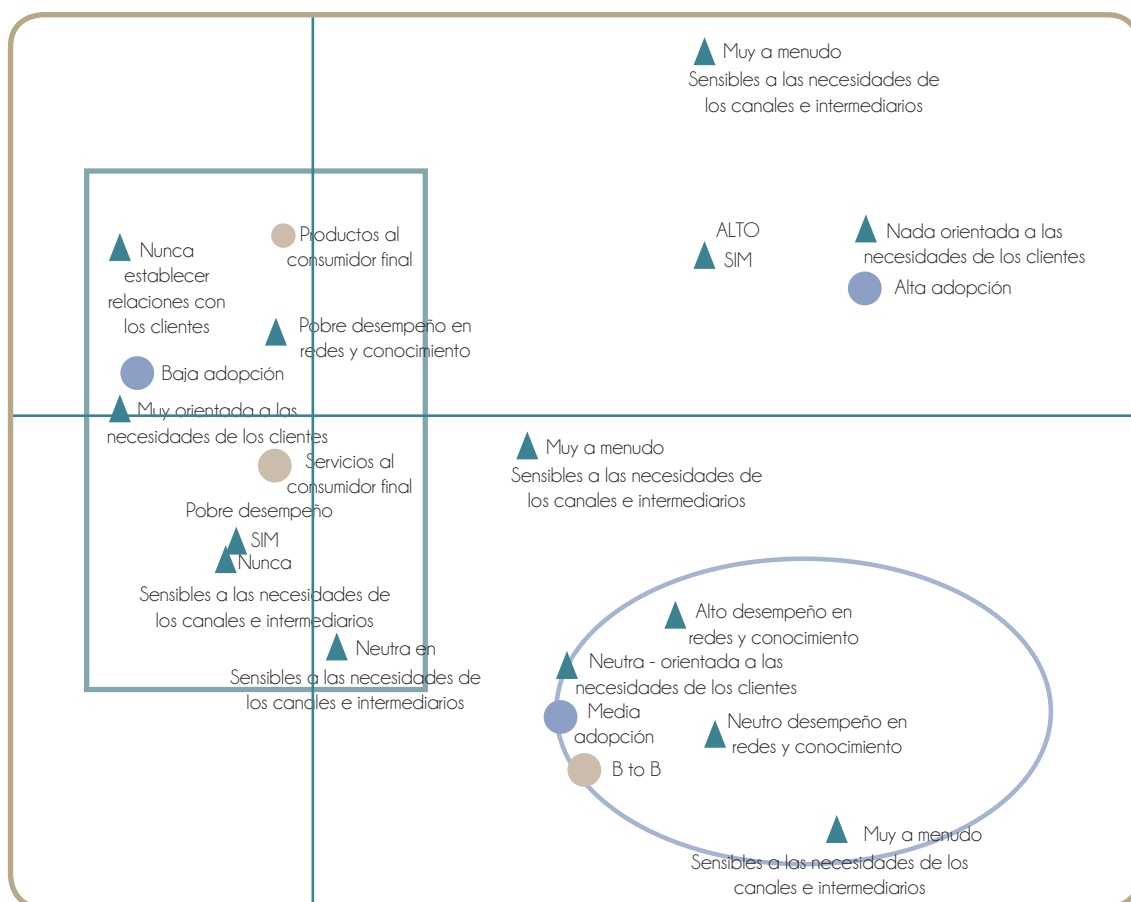 Muy a menudo
Sensibles a las necesidades de
los canales e intermediarios
Productos al
consumidor final
Nunca
establecer
relaciones con
los clientes
ALTO
SIM
Nada orientada a las
necesidades de los clientes
Alta adopción
Pobre desempeño en
redes y conocimiento
Baja adopción
Muy orientada a las
necesidades de los clientes
Servicios al
consumidor final
Muy a menudo
Sensibles a las necesidades de
los canales e intermediarios
Pobre desempeño
SIM
Nunca
Sensibles a las necesidades de
los canales e intermediarios
Neutra en
Sensibles a las necesidades de
los canales e intermediarios
Alto desempeño en
redes y conocimiento
Neutra - orientada a las
necesidades de los clientes
Media
adopción
Neutro desempeño en
redes y conocimiento
B to B
Muy a menudo
Sensibles a las necesidades de los
canales e intermediarios